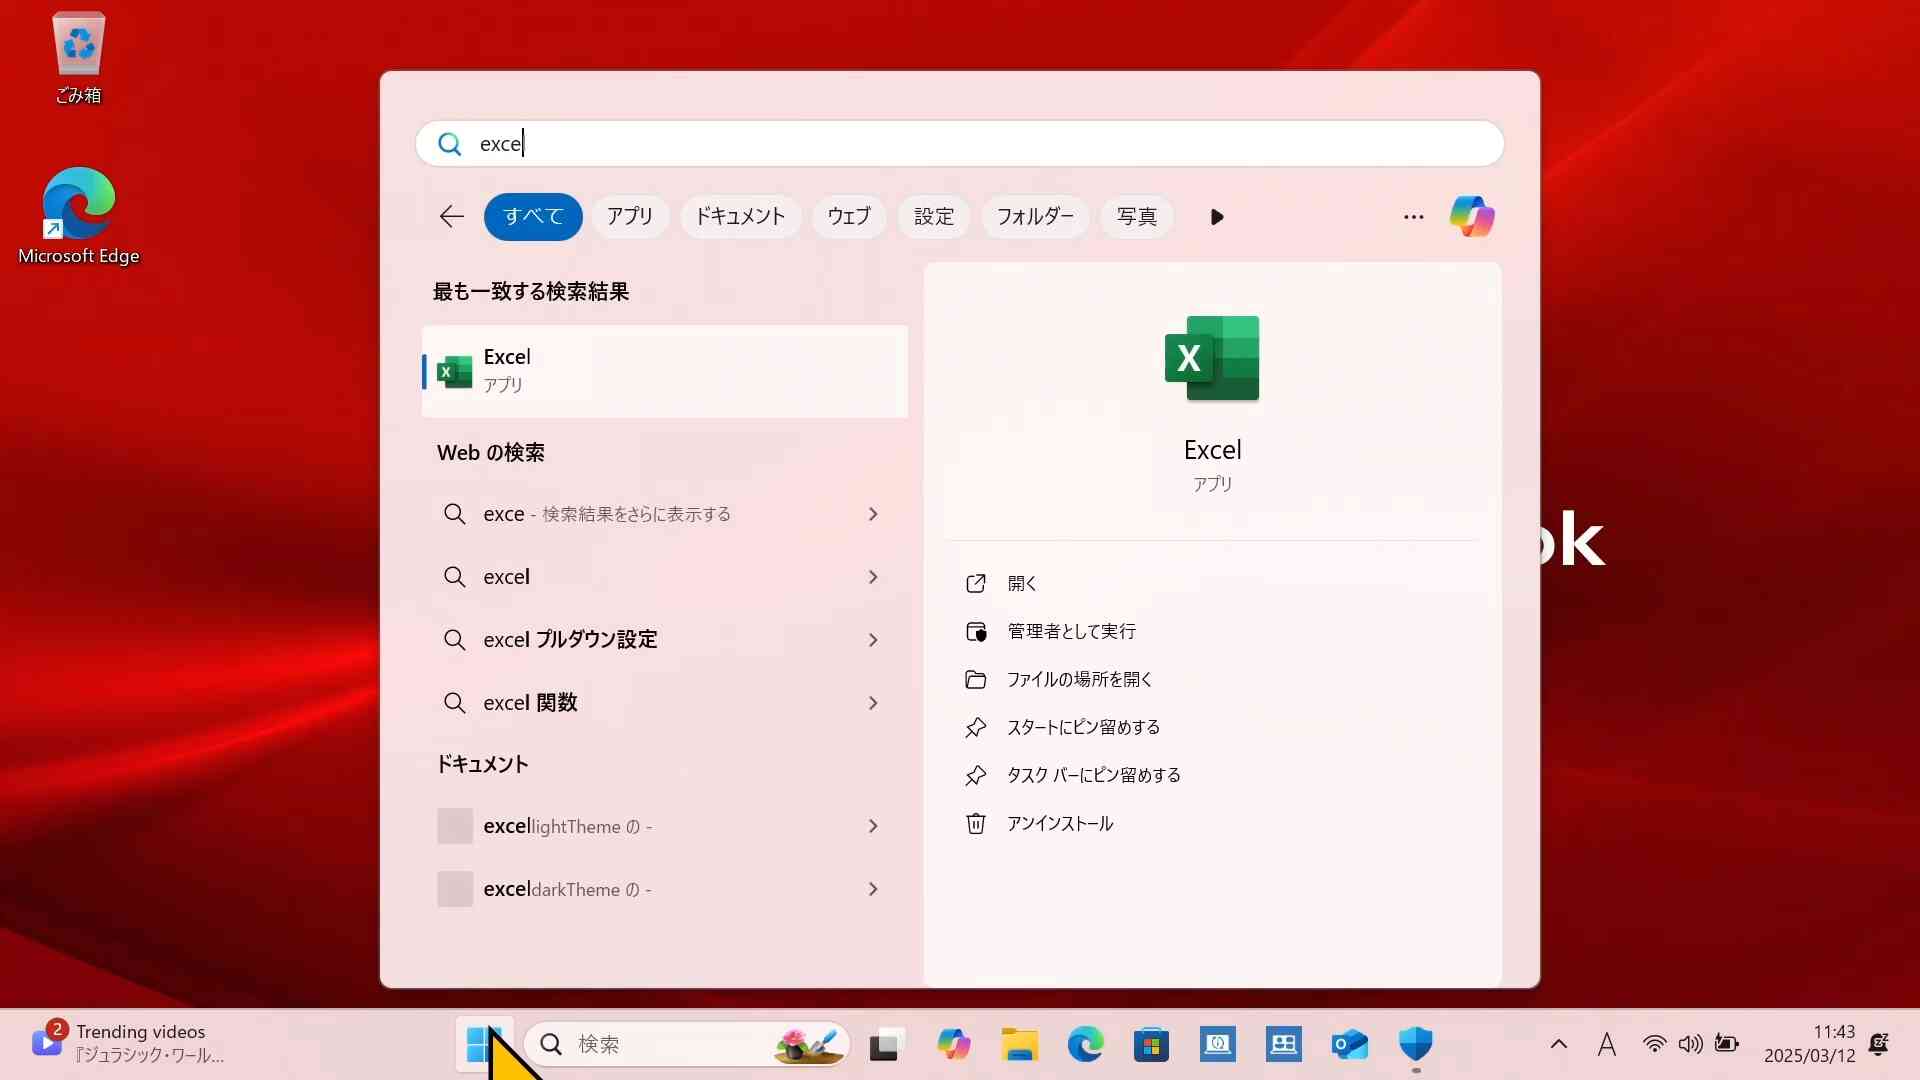 ごみ箱
Microsoft Edge
exce
すべて
アプリ
ドキュメント
ウェブ
設定
フォルダー
写真
最も一致する検索結果
Excel
アプリ
Web の検索
exce - 検索結果をさらに表示する
excel
excel プルダウン設定
excel 関数
ドキュメント
excellightTheme の -
exceldarkTheme の -
Excel
アプリ
開く
管理者として実行
ファイルの場所を開く
スタートにピン留めする
タスク バーにピン留めする
アンインストール
ok
2
Trending videos
『ジュラシック・ワール...
検索
A
11:43
2025/03/12